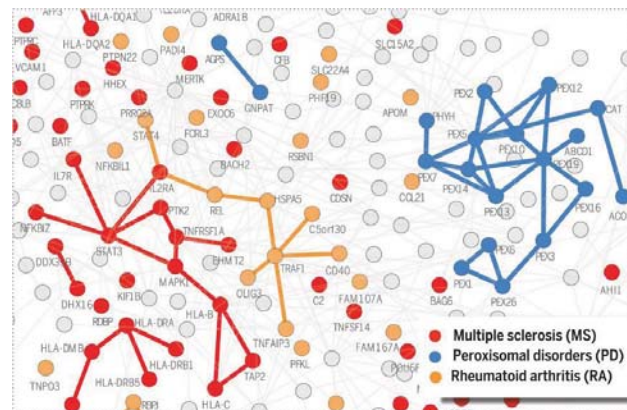 HLA-DQA1
ADRA1B
HLA-DQA2
PTPN22
PADI4
AGPS
CFB
SLC15A2
VCAM1
HHEX
MERTK
SLC22A4
PEX2
PEX12
PTPRK
EXOC6
GNPAT
PHF19
APOM
PHYH
STAT4
FCRL3
PEX5
PEX10
ABCD1
BATF
NFKBIL1
BACH2
RSBN1
PEX19
IL7R
IL2RA
PEX7
PEX14
CCL21
PTK2
REL
HSPA5
CDSN
PEX13
PEX16
NFKBIZ
TNFRSF1A
C5orf30
STAT3
EHMT2
PEX6
PEX3
DDX39B
MAPK1
TRAF1
CD40
OLIG3
PEX1
PEX26
DHX16
KIF1B
HLA-B
C2
FAM107A
BAG6
AHI1
RDBP
HLA-DRA
TNFSF14
HLA-DMB
TNFAIP3
FAM167A
Multiple sclerosis (MS)
HLA-DRB1
PFKL
Peroxisomal disorders (PD)
TNPO3
HLA-DRB5
TAP2
Rheumatoid arthritis (RA)
HLA-C